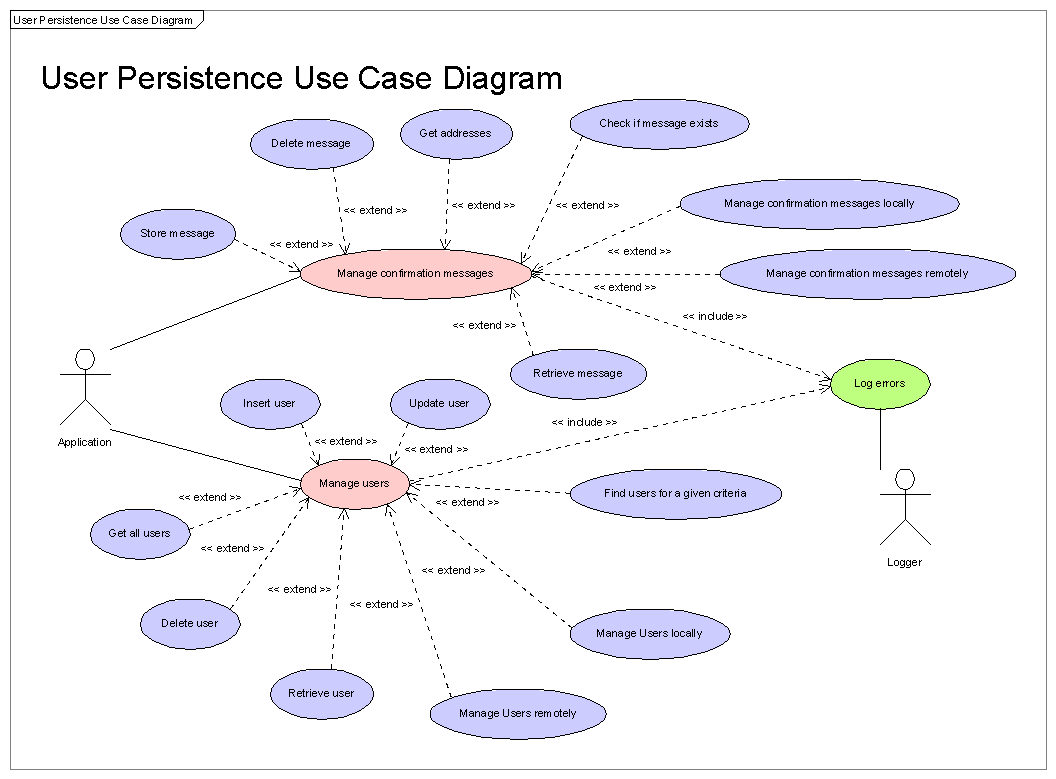 User Persistence Use Case Diagram
User Persistence Use Case Diagram
Check if message exists
Get addresses
Delete message
Manage confirmation messages locally
<< extend >>
<< extend >>
<< extend >>
Store message
<< extend >>
<< extend >>
Manage confirmation messages
Manage confirmation messages remotely
<< extend >>
<< include >>
<< extend >>
Retrieve message
Log errors
Insert user
Update user
<< include >>
Application
<< extend >>
<< extend >>
Manage users
Find users for a given criteria
<< extend >>
<< extend >>
Get all users
<< extend >>
Logger
<< extend >>
<< extend >>
<< extend >>
Delete user
Manage Users locally
Retrieve user
Manage Users remotely